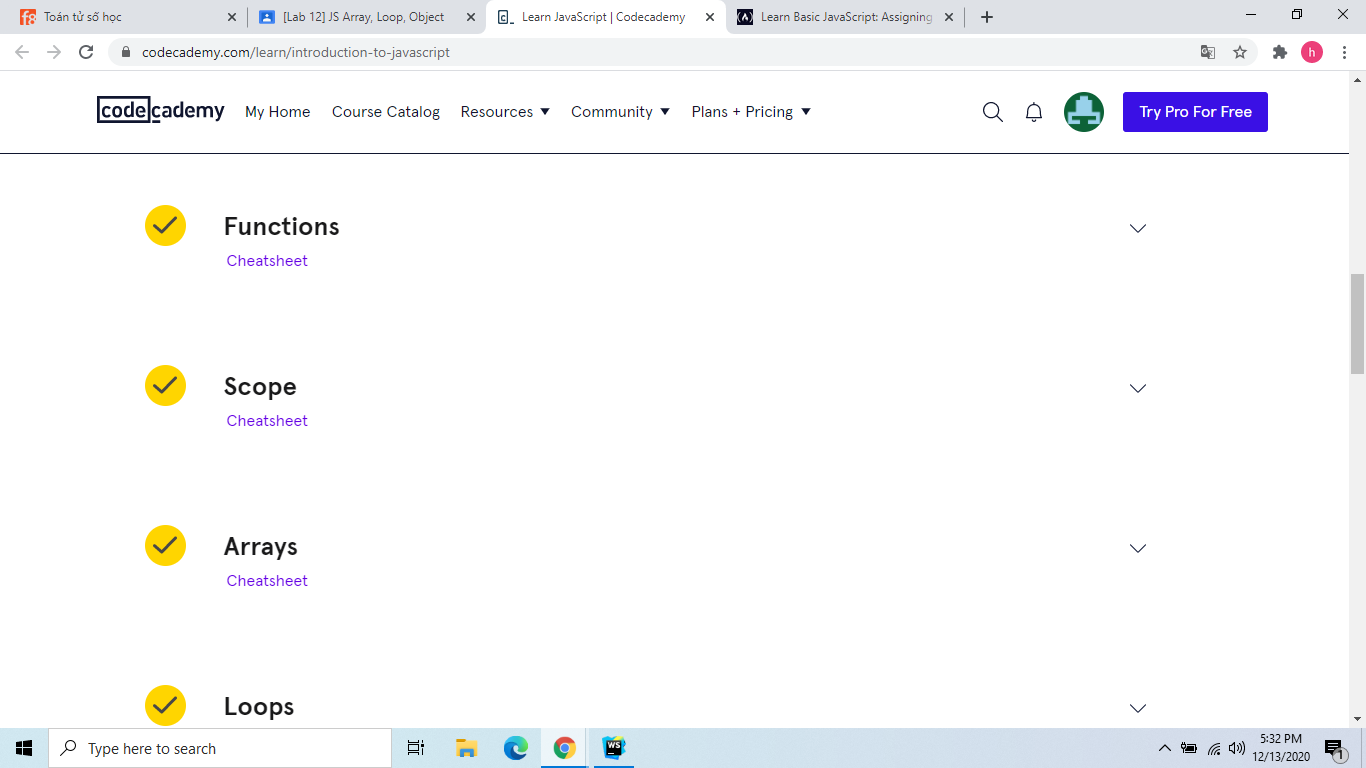 Toán tử số học
[Lab 12] JS Array, Loop, Object
Learn JavaScript | Codecademy
Learn Basic JavaScript: Assigning
codecademy.com/learn/introduction-to-javascript
h
codecademy
My Home
Course Catalog
Resources
Community
Plans + Pricing
Try Pro For Free
Functions
Cheatsheet
Scope
Cheatsheet
Arrays
Cheatsheet
Loops
Type here to search
WS
5:32 PM
12/13/2020
1